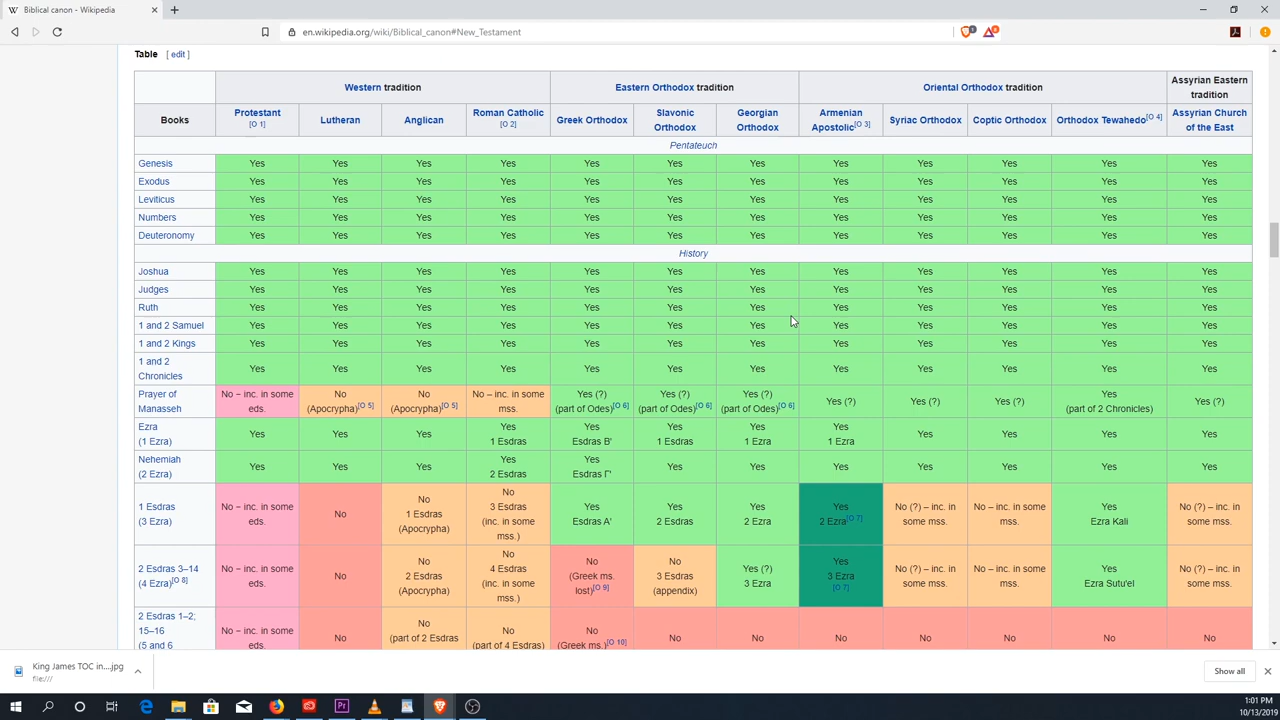 Biblical canon - Wikipedia
en.wikipedia.org/wiki/Biblical_canon#New_Testament
Table [ edit ]
Western tradition Eastern Orthodox tradition Oriental Orthodox tradition Assyrian Eastern tradition
Books Protestant [O 1] Lutheran Anglican Roman Catholic [O 2] Greek Orthodox Slavonic Orthodox Georgian Orthodox Armenian Apostolic[O 3] Syriac Orthodox Coptic Orthodox Orthodox Tewahedo[O 4] Assyrian Church of the East
Pentateuch
Genesis Yes Yes Yes Yes Yes Yes Yes Yes Yes Yes Yes Yes
Exodus Yes Yes Yes Yes Yes Yes Yes Yes Yes Yes Yes Yes
Leviticus Yes Yes Yes Yes Yes Yes Yes Yes Yes Yes Yes Yes
Numbers Yes Yes Yes Yes Yes Yes Yes Yes Yes Yes Yes Yes
Deuteronomy Yes Yes Yes Yes Yes Yes Yes Yes Yes Yes Yes Yes
History
Joshua Yes Yes Yes Yes Yes Yes Yes Yes Yes Yes Yes Yes
Judges Yes Yes Yes Yes Yes Yes Yes Yes Yes Yes Yes Yes
Ruth Yes Yes Yes Yes Yes Yes Yes Yes Yes Yes Yes Yes
1 and 2 Samuel Yes Yes Yes Yes Yes Yes Yes Yes Yes Yes Yes Yes
1 and 2 Kings Yes Yes Yes Yes Yes Yes Yes Yes Yes Yes Yes Yes
1 and 2 Chronicles Yes Yes Yes Yes Yes Yes Yes Yes Yes Yes Yes Yes
Prayer of Manasseh No − inc. in some eds. No (Apocrypha)[O 5] No (Apocrypha)[O 5] No – inc. in some mss. Yes (?) (part of Odes)[O 6] Yes (?) (part of Odes)[O 6] Yes (?) (part of Odes)[O 6] Yes (?) Yes (?) Yes (?) Yes (part of 2 Chronicles) Yes (?)
Ezra (1 Ezra) Yes Yes Yes Yes 1 Esdras Yes Esdras B' Yes 1 Esdras Yes 1 Ezra Yes 1 Ezra Yes Yes Yes Yes
Nehemiah (2 Ezra) Yes Yes Yes Yes 2 Esdras Yes Esdras Γ' Yes Yes Yes Yes Yes Yes Yes
1 Esdras (3 Ezra) No − inc. in some eds. No No 1 Esdras (Apocrypha) No 3 Esdras (inc. in some mss.) Yes Esdras A' Yes 2 Esdras Yes 2 Ezra Yes 2 Ezra[O 7] No (?) – inc. in some mss. No – inc. in some mss. Yes Ezra Kali No (?) – inc. in some mss.
2 Esdras 3–14 (4 Ezra)[O 8] No − inc. in some eds. No No 2 Esdras (Apocrypha) No 4 Esdras (inc. in some mss.) No (Greek ms. lost)[O 9] No 3 Esdras (appendix) Yes (?) 3 Ezra Yes 3 Ezra [O 7] No (?) – inc. in some mss. No – inc. in some mss. Yes Ezra Sutu'el No (?) – inc. in some mss.
2 Esdras 1–2; 15–16 (5 and 6 No − inc. in some eds. No No (part of 2 Esdras No (part of 4 Esdras) No (Greek ms.)[O 10] No No No No No No No
King James TOC in....jpg
file:///
Show all
1:01 PM
10/13/2019